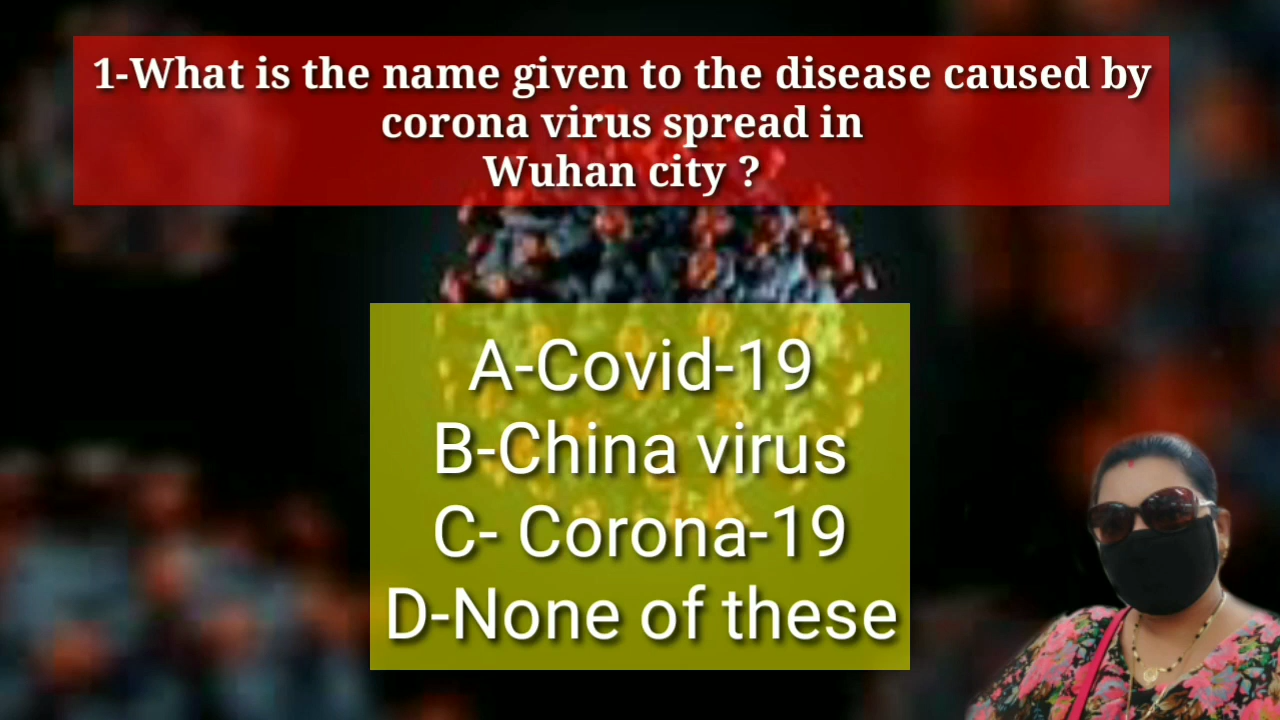 1-What is the name given to the disease caused by
corona virus spread in
Wuhan city ?
A-Covid-19
B-China virus
C- Corona-19
D-None of these